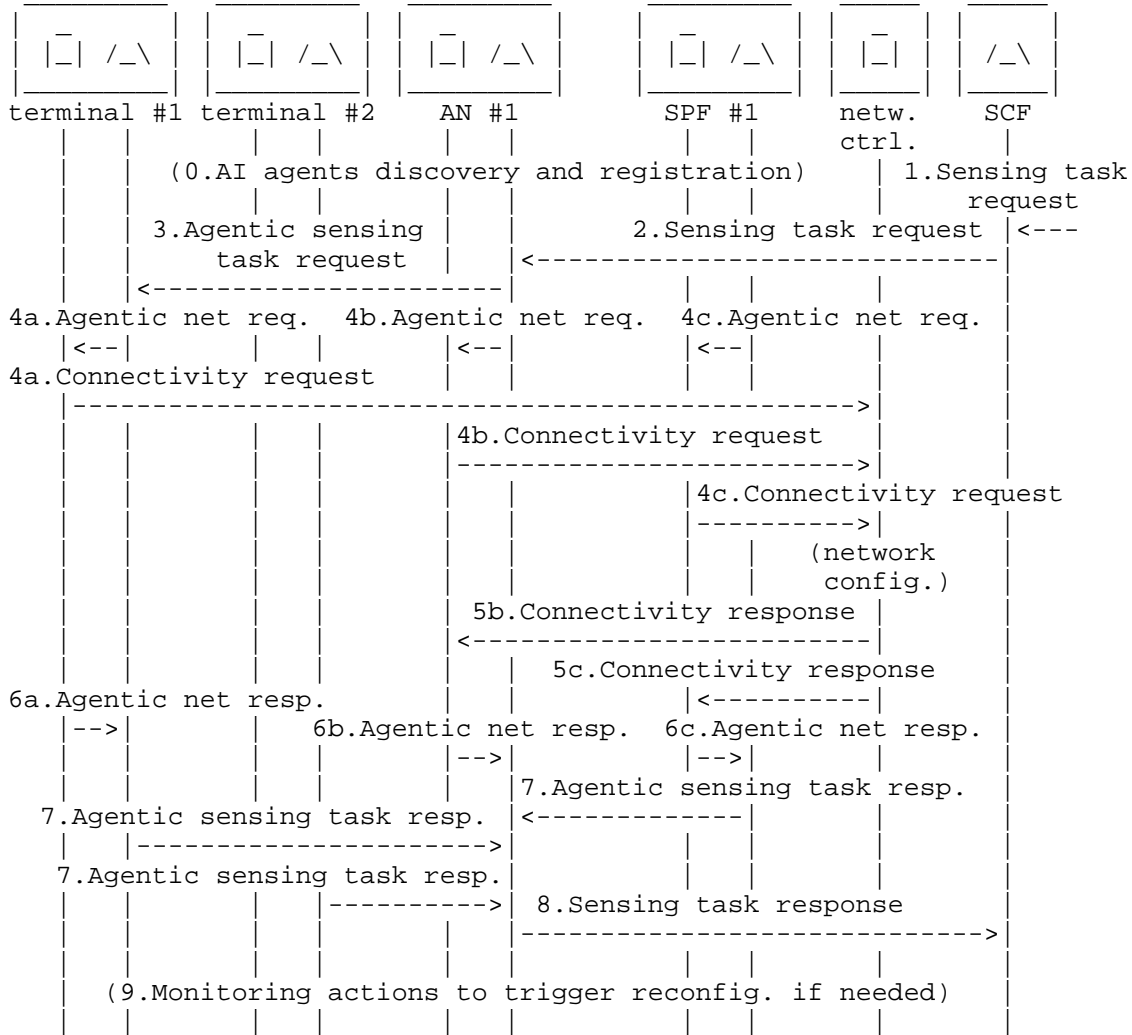 terminal #1 terminal #2 AN #1 SPF #1 netw. SCF
ctrl.
(0.AI agents discovery and registration) 1.Sensing task
request
3.Agentic sensing 2.Sensing task request
task request
4a.Agentic net req. 4b.Agentic net req. 4c.Agentic net req.
4a.Connectivity request
4b.Connectivity request
4c.Connectivity request
(network
config.)
5b.Connectivity response
5c.Connectivity response
6a.Agentic net resp.
6b.Agentic net resp. 6c.Agentic net resp.
7.Agentic sensing task resp.
7.Agentic sensing task resp.
7.Agentic sensing task resp.
8.Sensing task response
(9.Monitoring actions to trigger reconfig. if needed)